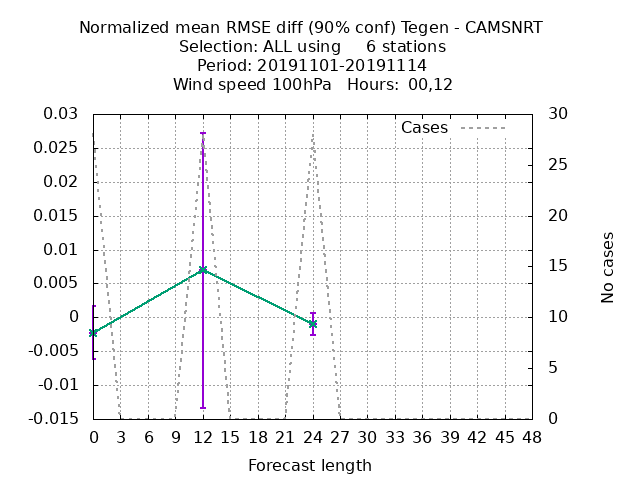 Normalized mean RMSE diff (90% conf) Tegen - CAMSNRT
Selection: ALL using     6 stations
Period: 20191101-20191114
Wind speed 100hPa   Hours:  00,12
Cases
0.03
0.025
0.02
0.015
0.01
0.005
0
-0.005
-0.01
-0.015
30
25
20
15
10
5
0
No cases
0 3 6 9 12 15 18 21 24 27 30 33 36 39 42 45 48
Forecast length